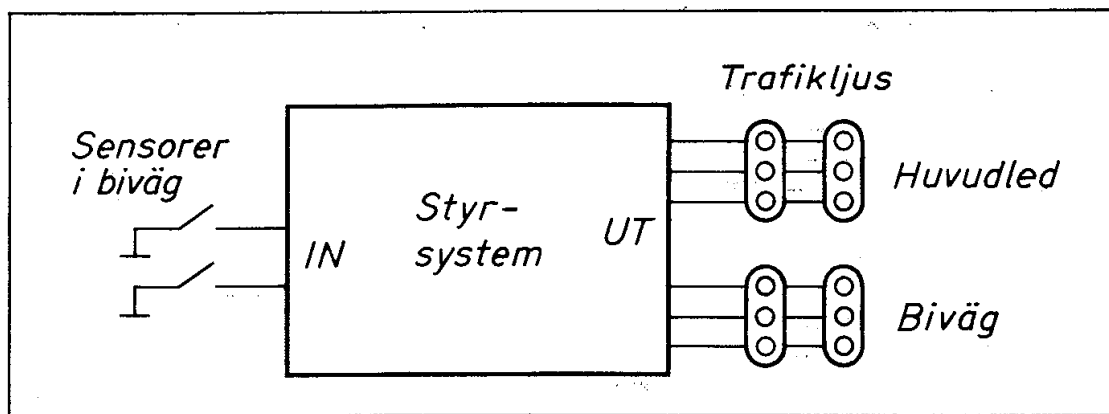 Trafikljus
Sensorer
i biväg
Huvudled
Styr-
system
IN
UT
Biväg